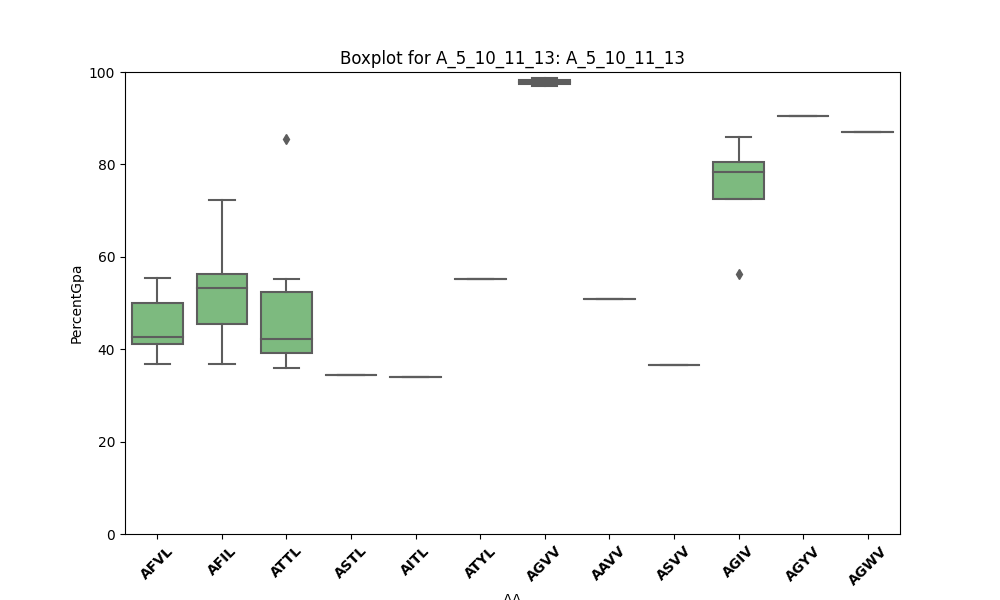 Boxplot for A_5_10_11_13: A_5_10_11_13
100
80
60
40
20
0
PercentGpa
AFVL
AFIL
ATTL
ASTL
AITL
ATYL
AGVV
AAVV
ASVV
AGIV
AGYV
AGWV
AA